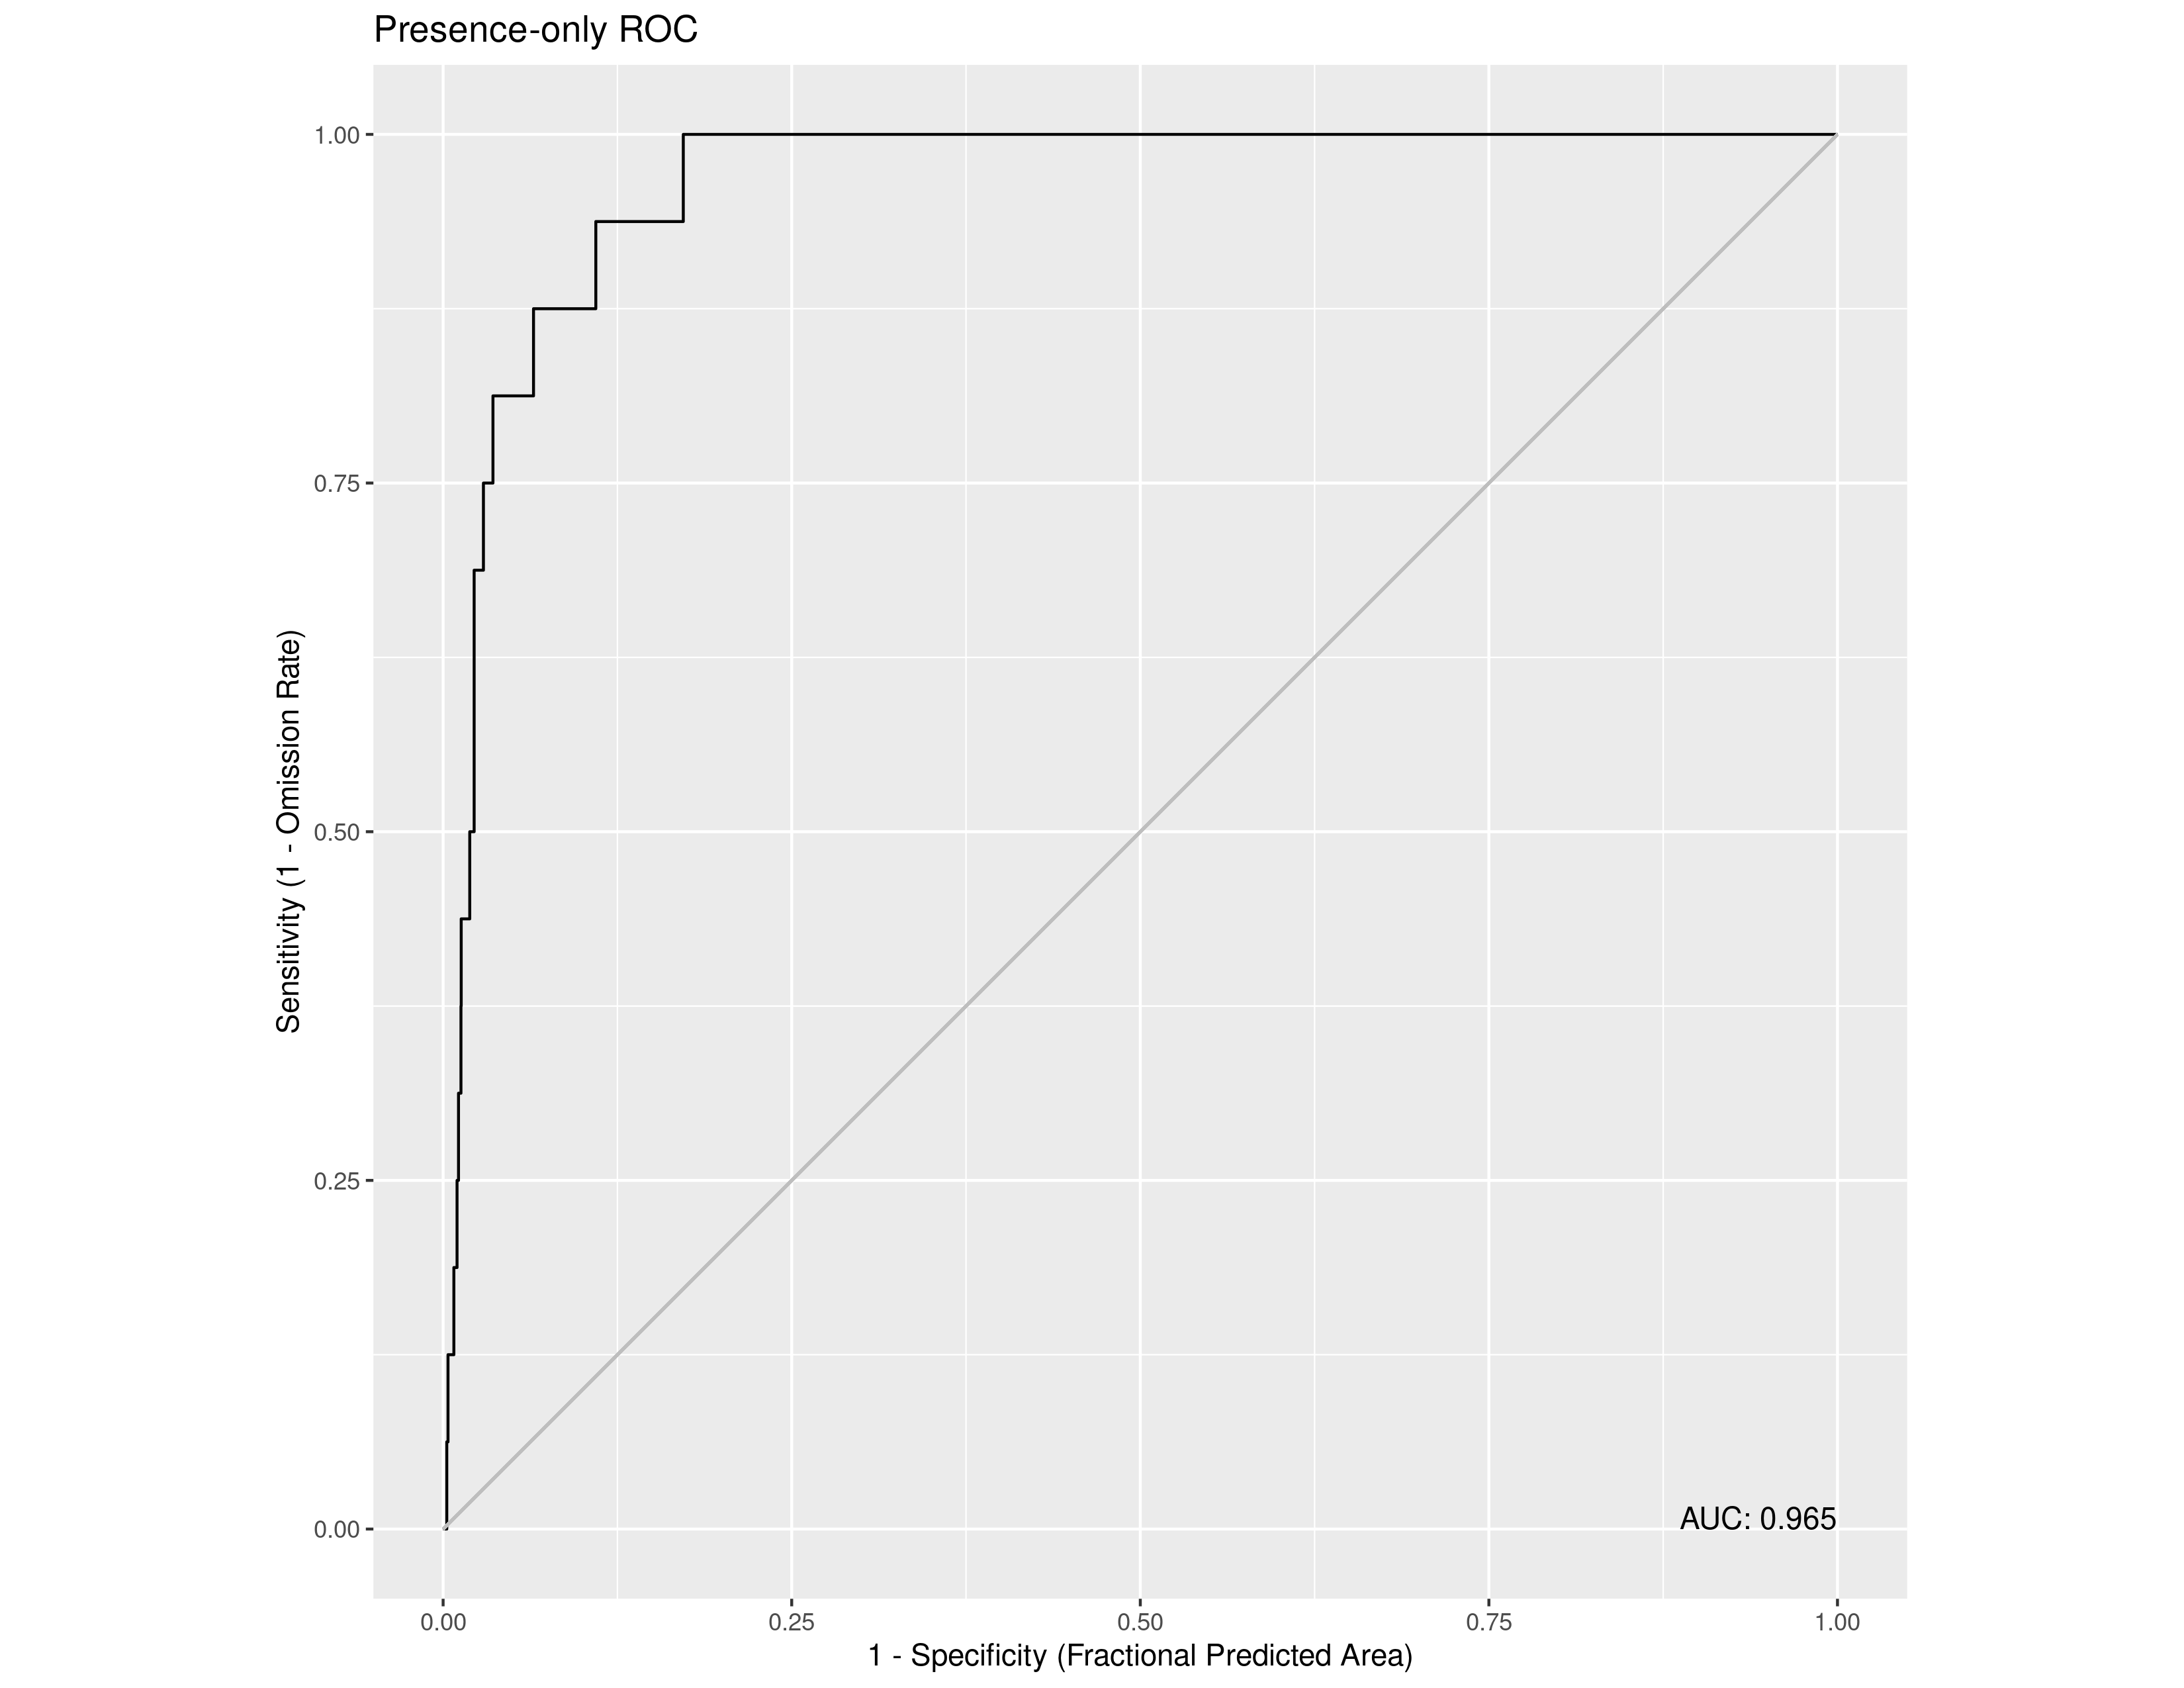 Presence-only ROC
Sensitivity (1 - Omission Rate)
1.00
0.75
0.50
0.25
0.00
AUC: 0.965
0.00 0.25 0.50 0.75 1.00
1 - Specificity (Fractional Predicted Area)